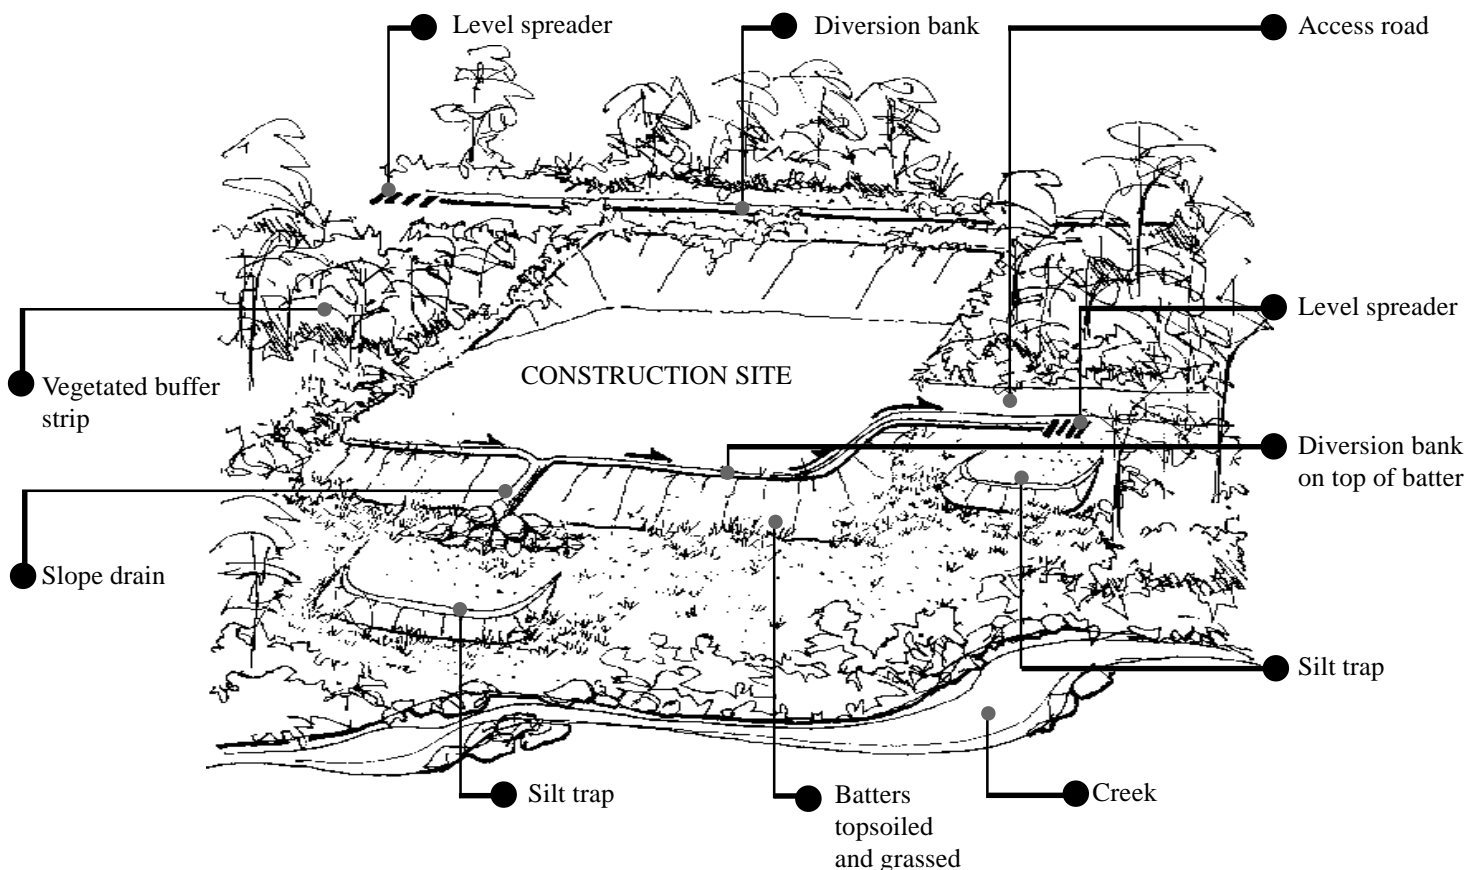 Level spreader
Diversion bank
Access road
Level spreader
Vegetated buffer
strip
CONSTRUCTION SITE
Diversion bank
on top of batter
Slope drain
Silt trap
Silt trap
Batters
topsoiled
and grassed
Creek